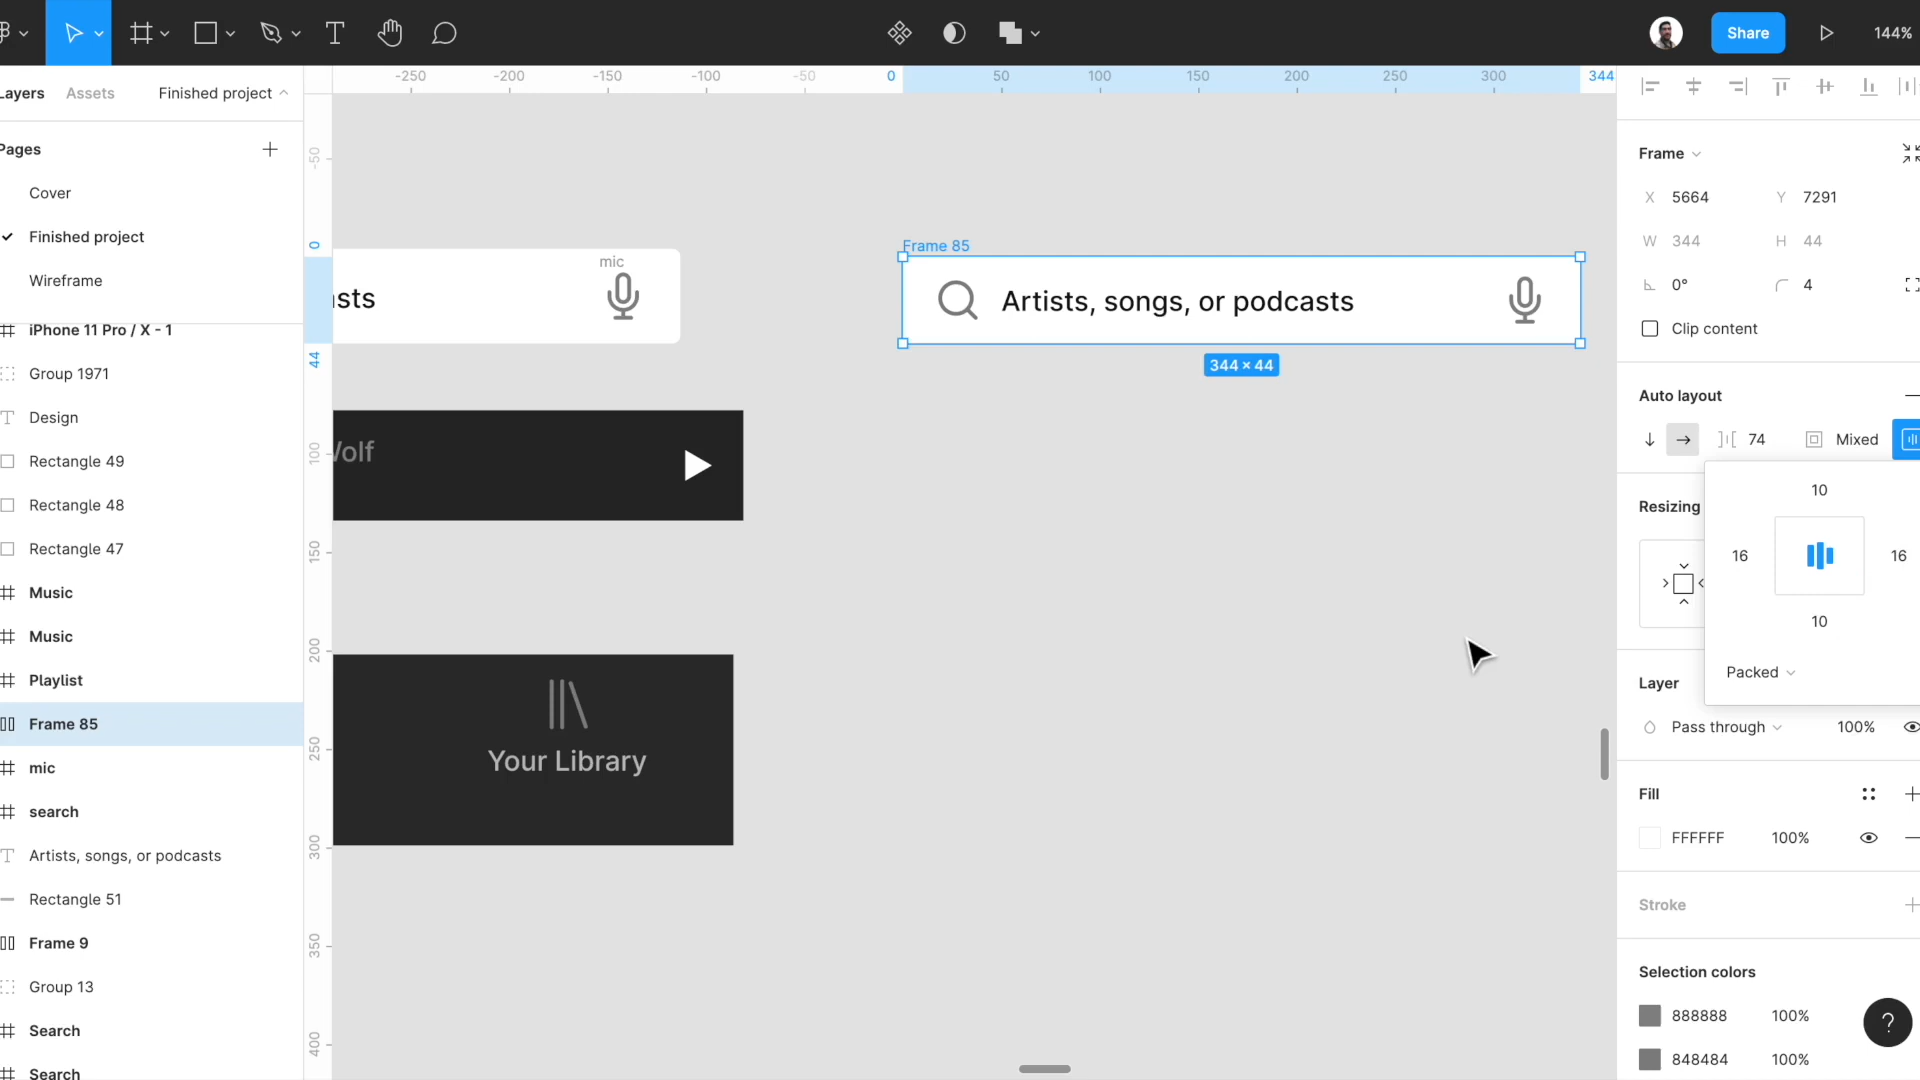 Share
144%
Layers
Assets
Finished project
Pages
Cover
Finished project
Wireframe
iPhone 11 Pro / X - 1
Group 1971
Design
Rectangle 49
Rectangle 48
Rectangle 47
Music
Music
Playlist
Frame 85
mic
search
Artists, songs, or podcasts
Rectangle 51
Frame 9
Group 13
Search
Search
-250 -200 -150 -100 -50 0 50 100 150 200 250 300 344
-50
0
44
100
150
200
250
300
350
400
mic
asts
Wolf
Your Library
Frame 85
Artists, songs, or podcasts
344 × 44
Frame
X 5664 Y 7291
W 344 H 44
0° 4
Clip content
Auto layout
74 Mixed
Resizing
10
16 16
10
Packed
Layer
Pass through 100%
Fill
FFFFFF 100%
Stroke
Selection colors
888888 100%
848484 100%
?